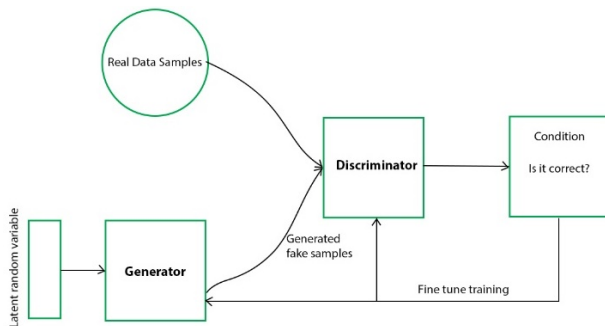 Real Data Samples
Condition
Is it correct?
Discriminator
Latent random variable
Generator
Generated
fake samples
Fine tune training